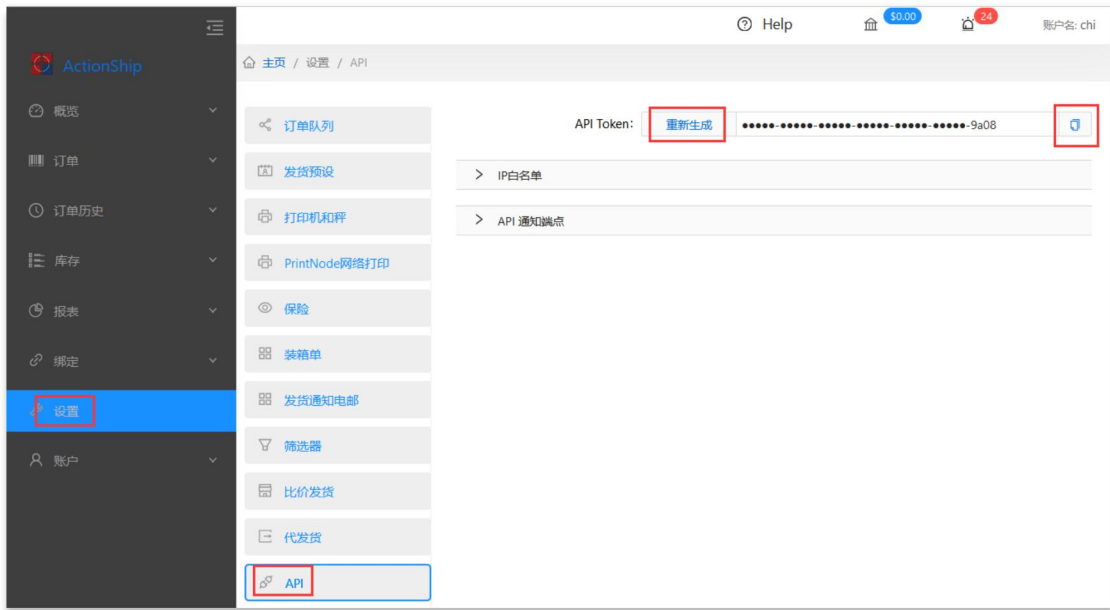 Help
$0.00
24
账户名: chi
ActionShip
主页 / 设置 / API
概览
订单
订单历史
库存
报表
绑定
设置
账户
订单队列
发货预设
打印机和秤
PrintNode网络打印
保险
装箱单
发货通知电邮
筛选器
比价发货
代发货
API
API Token: 重新生成 •••••-•••••-•••••-•••••-•••••-•••••-9a08
IP白名单
API 通知端点